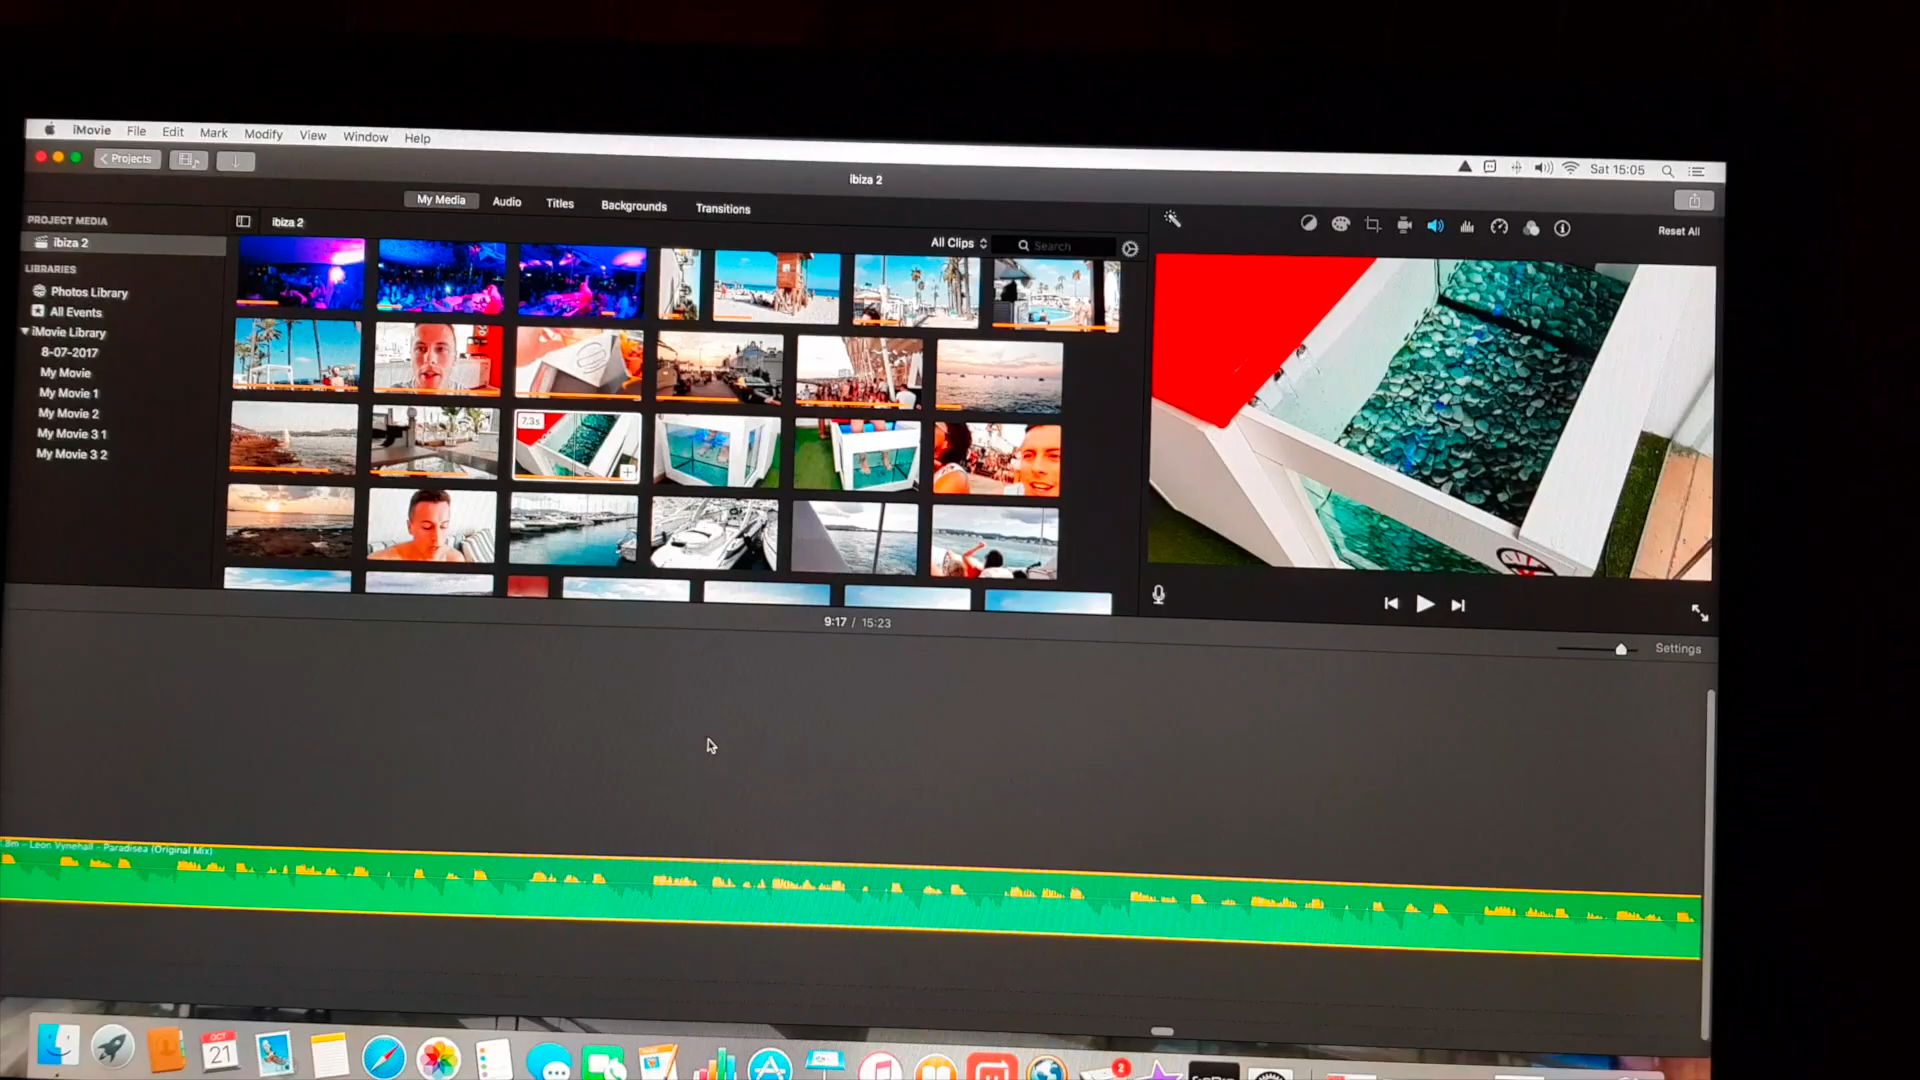 iMovie File Edit Mark Modify View Window Help
Sat 15:05
Projects
ibiza 2
My Media Audio Titles Backgrounds Transitions
PROJECT MEDIA
ibiza 2
LIBRARIES
Photos Library
All Events
iMovie Library
8-07-2017
My Movie
My Movie 1
My Movie 2
My Movie 3 1
My Movie 3 2
ibiza 2
All Clips
Search
7.3s
Reset All
9:17 / 15:23
Settings
.8m - Leon Vynehall - Paradisea (Original Mix)
OCT
21
2